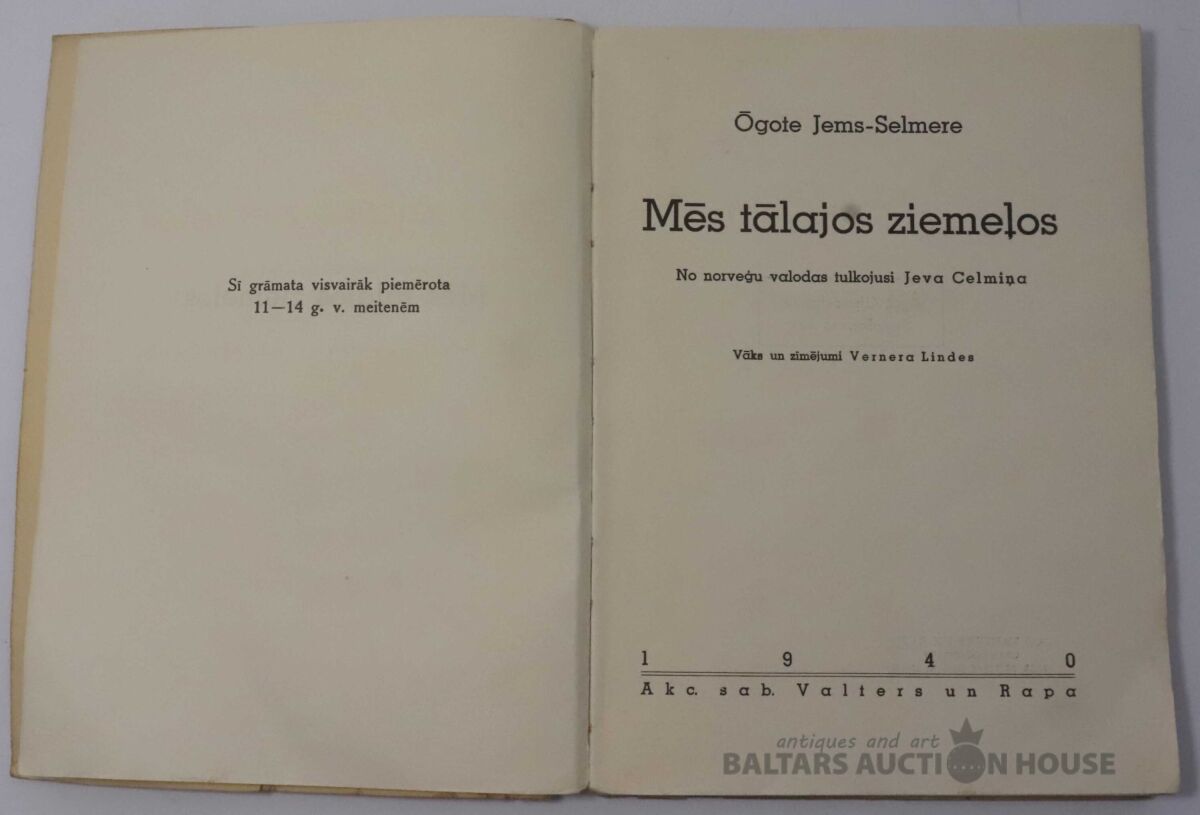 Šī grāmata visvairāk piemērota
11—14 g. v. meitenēm
Ōgote Jems-Selmere
Mēs tālajos ziemeļos
No norveģu valodas tulkojusi Jeva Celmiņa
Vāks un zīmējumi Vernera Lindes
1 9 4 0
Akc. sab. Valters un Rapa
antiques and art
BALTARS AUCTION HOUSE